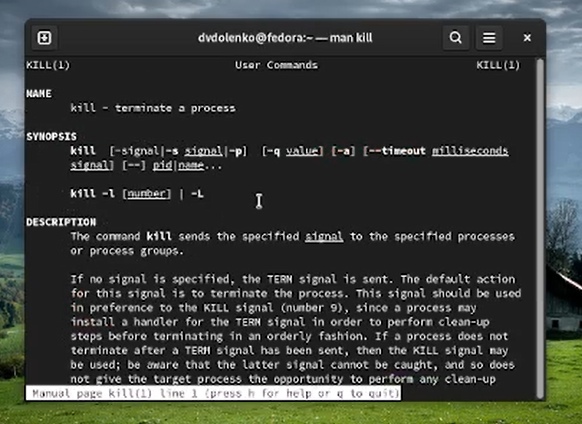 dvdolenko@fedora:~ — man kill
KILL(1) User Commands KILL(1)
NAME
kill - terminate a process
SYNOPSIS
kill [-signal|-s signal|-p] [-q value] [-a] [--timeout milliseconds
signal] [--] pid|name...
kill -l [number] | -L
DESCRIPTION
The command kill sends the specified signal to the specified processes
or process groups.
If no signal is specified, the TERM signal is sent. The default action
for this signal is to terminate the process. This signal should be used
in preference to the KILL signal (number 9), since a process may
install a handler for the TERM signal in order to perform clean-up
steps before terminating in an orderly fashion. If a process does not
terminate after a TERM signal has been sent, then the KILL signal may
be used; be aware that the latter signal cannot be caught, and so does
not give the target process the opportunity to perform any clean-up
Manual page kill(1) line 1 (press h for help or q to quit)